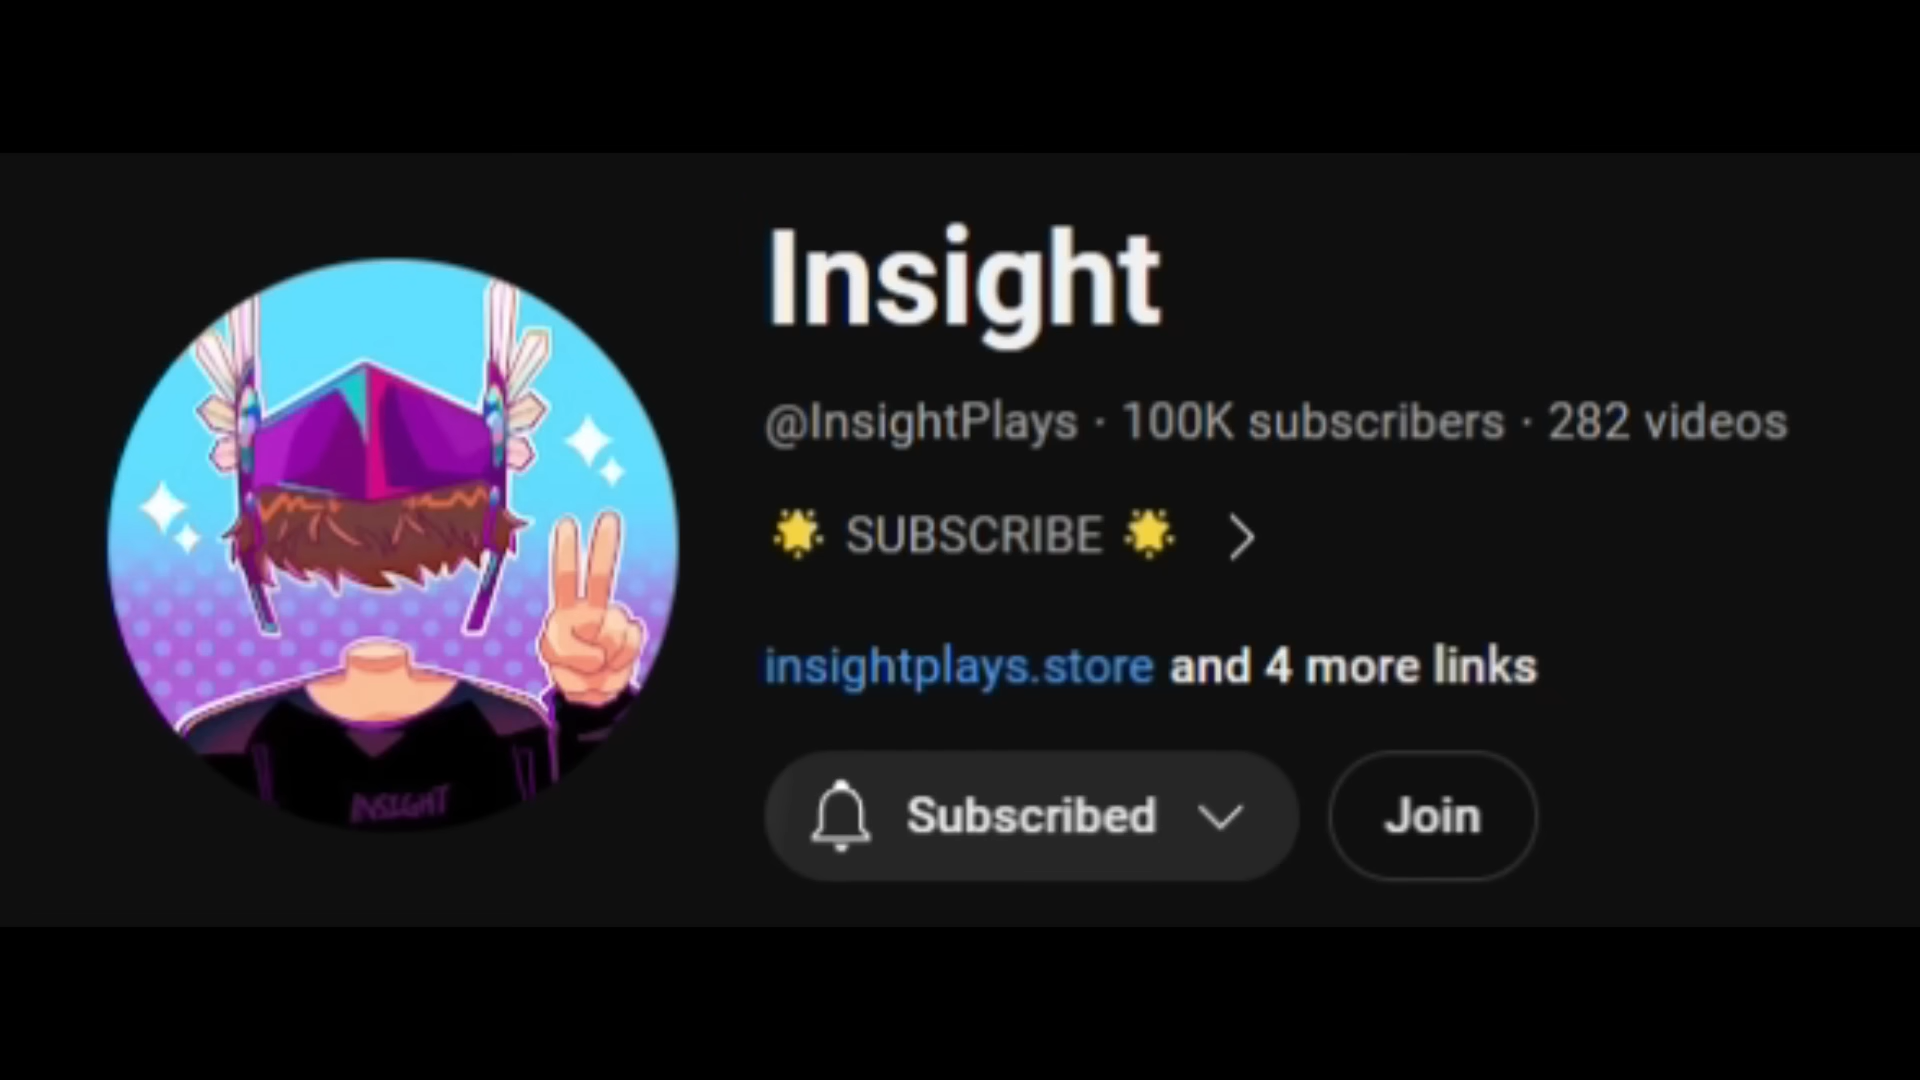 Insight
@InsightPlays · 100K subscribers · 282 videos
🌟 SUBSCRIBE 🌟 >
insightplays.store and 4 more links
Subscribed
Join
INSIGHT